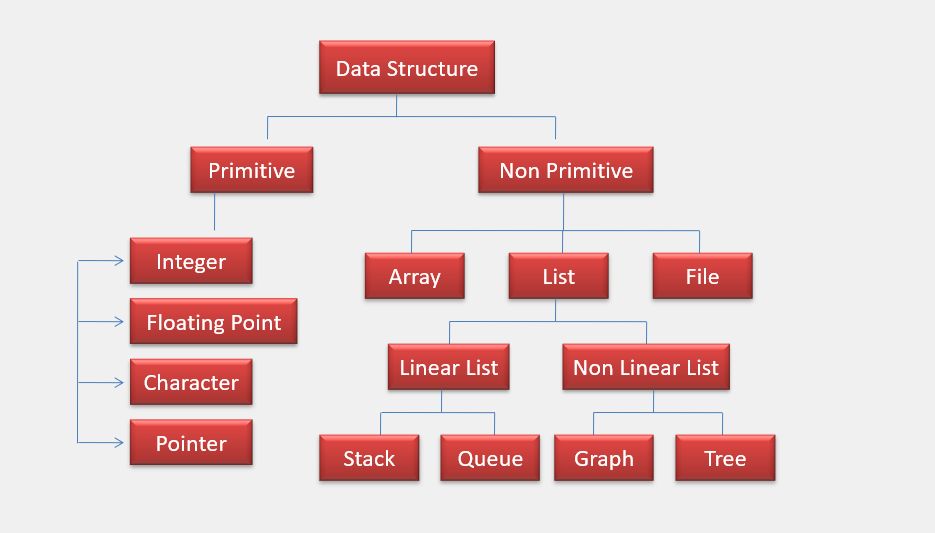 Data Structure
Primitive
Non Primitive
Integer
Floating Point
Character
Pointer
Array
List
File
Linear List
Non Linear List
Stack
Queue
Graph
Tree